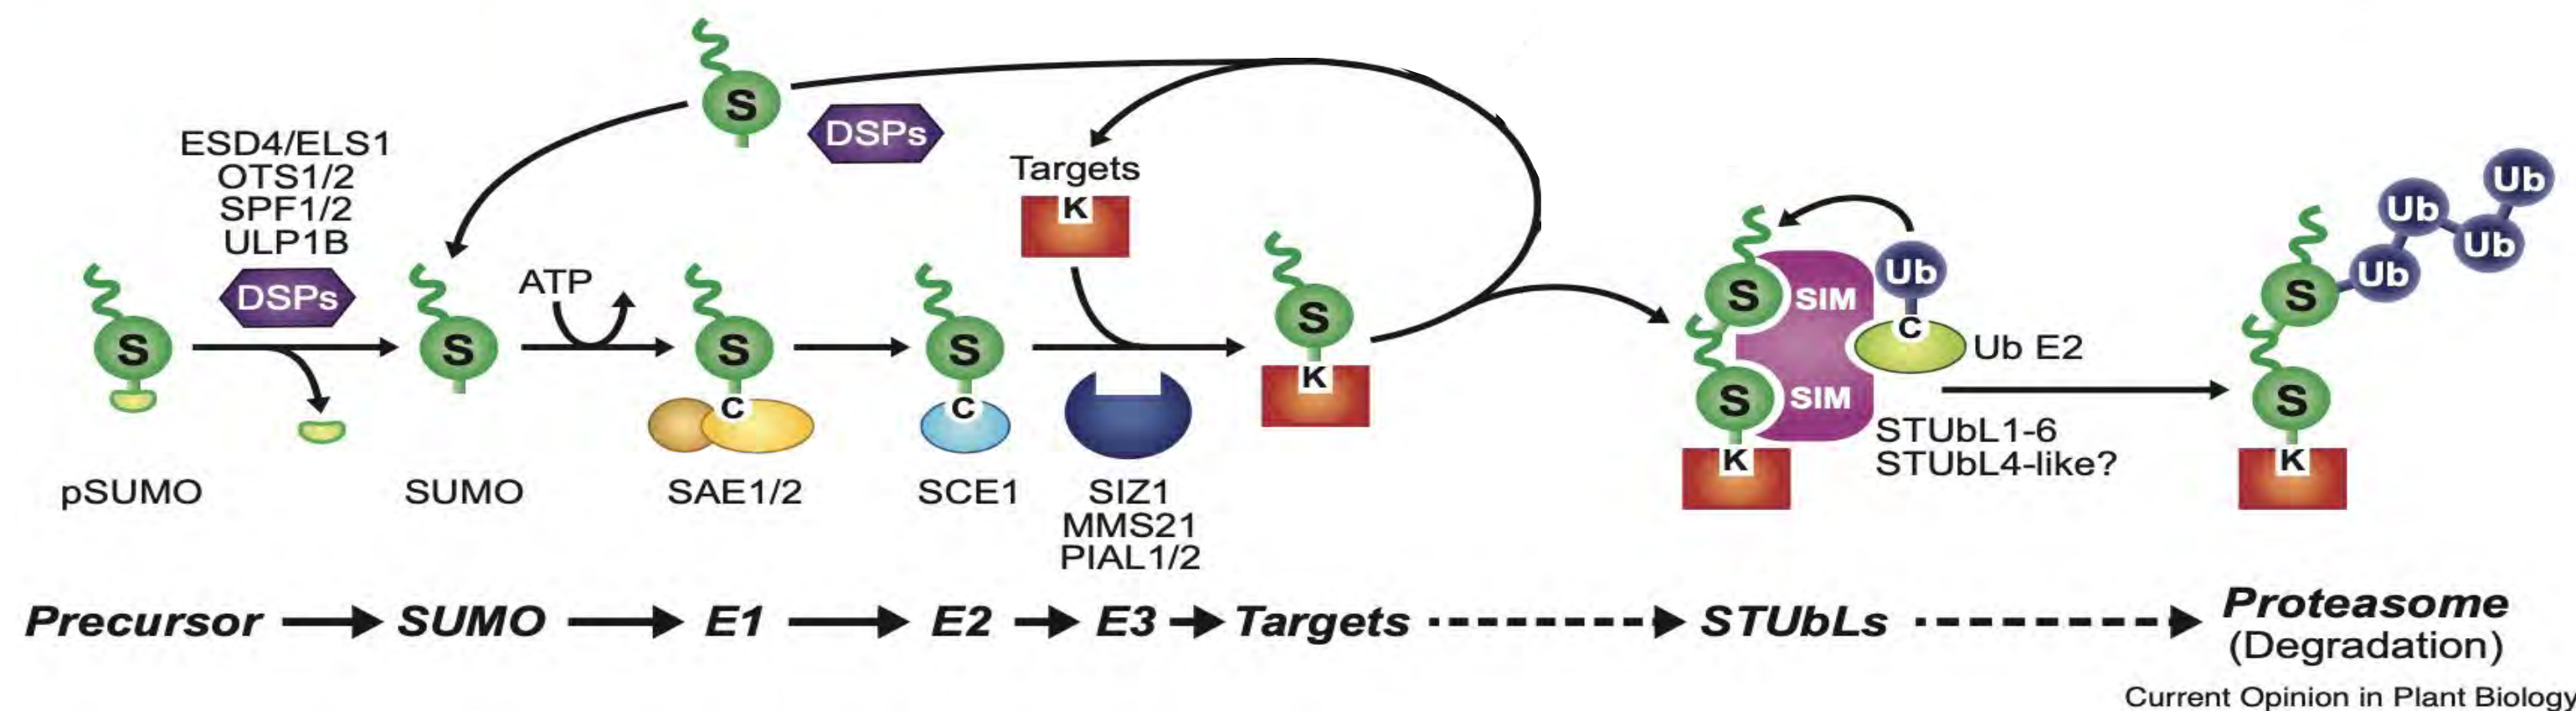 S
DSPs
ESD4/ELS1
OTS1/2
SPF1/2
ULP1B
DSPs
Targets
K
ATP
S
S
S
C
S
C
S
K
S
SIM
S
SIM
K
Ub
C
Ub E2
STUbL1-6
STUbL4-like?
Ub
Ub
Ub
Ub
S
S
K
pSUMO
SUMO
SAE1/2
SCE1
SIZ1
MMS21
PIAL1/2
Precursor SUMO E1 E2 E3 Targets STUbLs Proteasome
(Degradation)
Current Opinion in Plant Biology